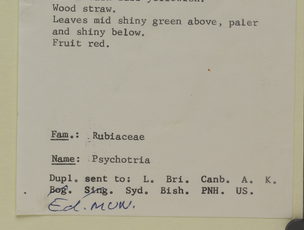 yellowish.
Wood straw.
Leaves mid shiny green above, paler
and shiny below.
Fruit red.
Fam.: Rubiaceae
Name: Psychotria
Dupl. sent to: L. Bri. Canb. A. K.
Bog. Sing. Syd. Bish. PNH. US.
Ed. MUN.